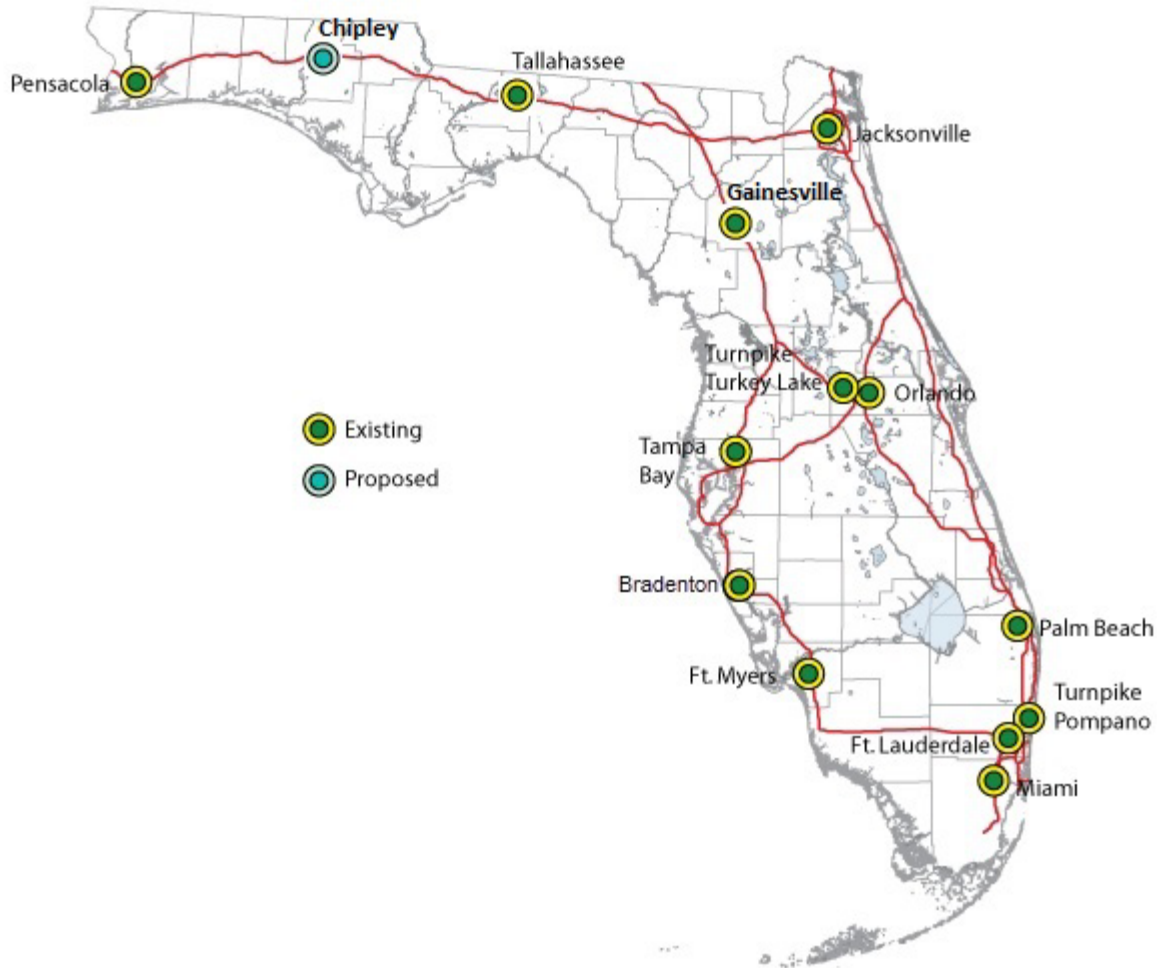 Chipley
Tallahassee
Pensacola
Jacksonville
Gainesville
Turnpike
Turkey Lake
Orlando
Existing
Proposed
Tampa
Bay
Bradenton
Palm Beach
Ft. Myers
Turnpike
Pompano
Ft. Lauderdale
Miami